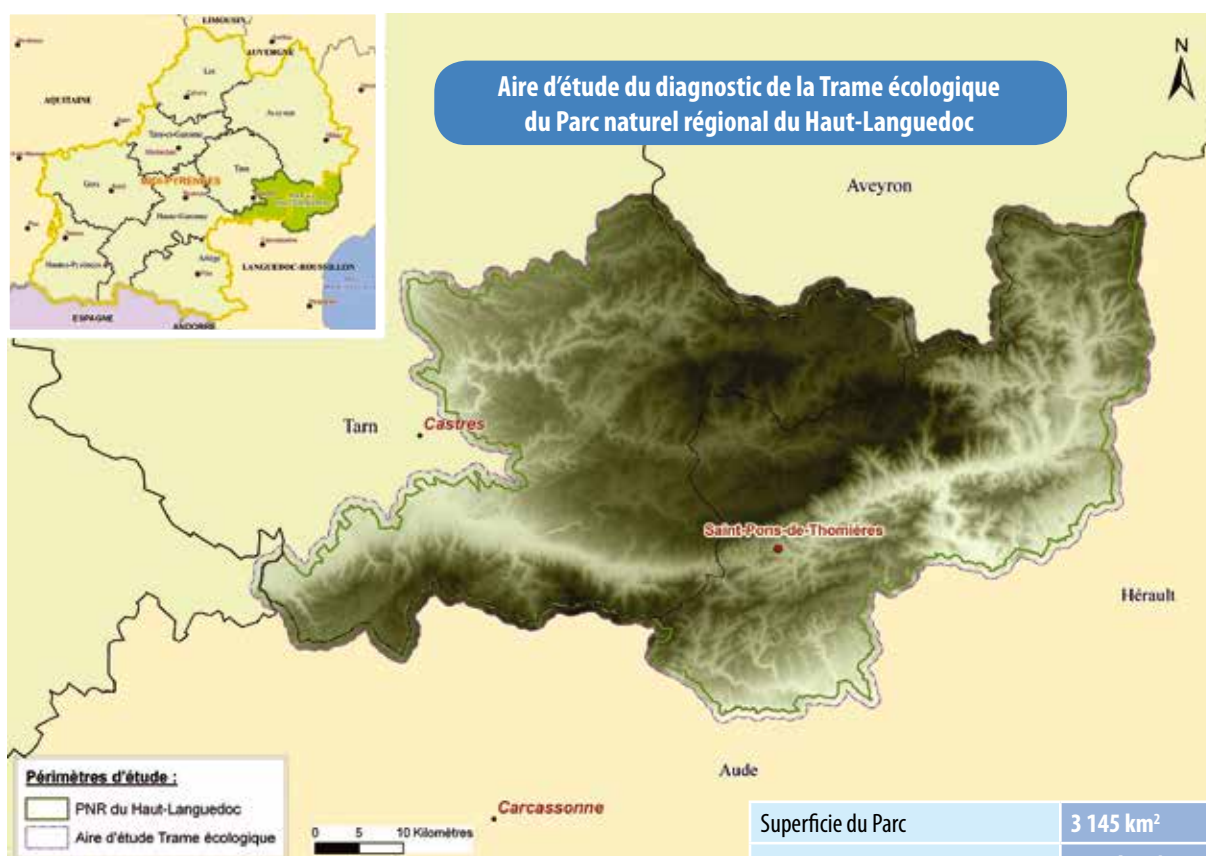 LIMOUSIN
AUVERGNE
AQUITAINE
Lot
Aveyron
Tarn-et-Garonne
Tarn
Gers
MIDI-PYRENEES
Haute-Garonne
Hautes-Pyrénées
Ariège
LANGUEDOC-ROUSSILLON
ESPAGNE
ANDORRE
Aire d'étude du diagnostic de la Trame écologique
du Parc naturel régional du Haut-Languedoc
N
Aveyron
Tarn
Castres
Saint-Pons-de-Thomières
Hérault
Aude
Carcassonne
Périmètres d'étude :
PNR du Haut-Languedoc
Aire d'étude Trame écologique
0 5 10 Kilomètres
Superficie du Parc 3 145 km²